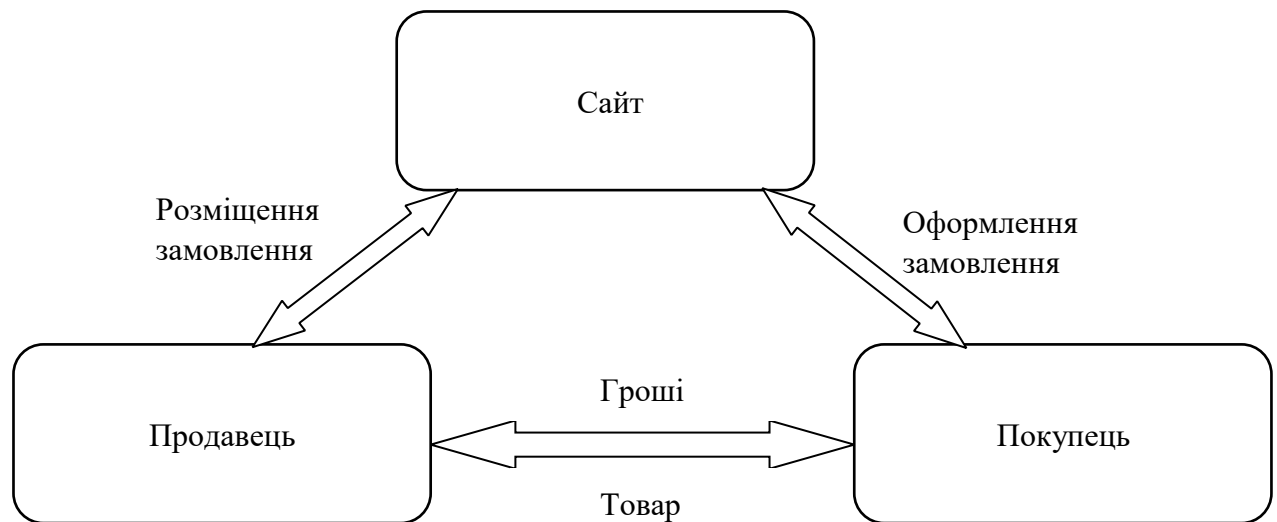 Сайт
Розміщення
замовлення
Оформлення
замовлення
Гроші
Продавець
Покупець
Товар